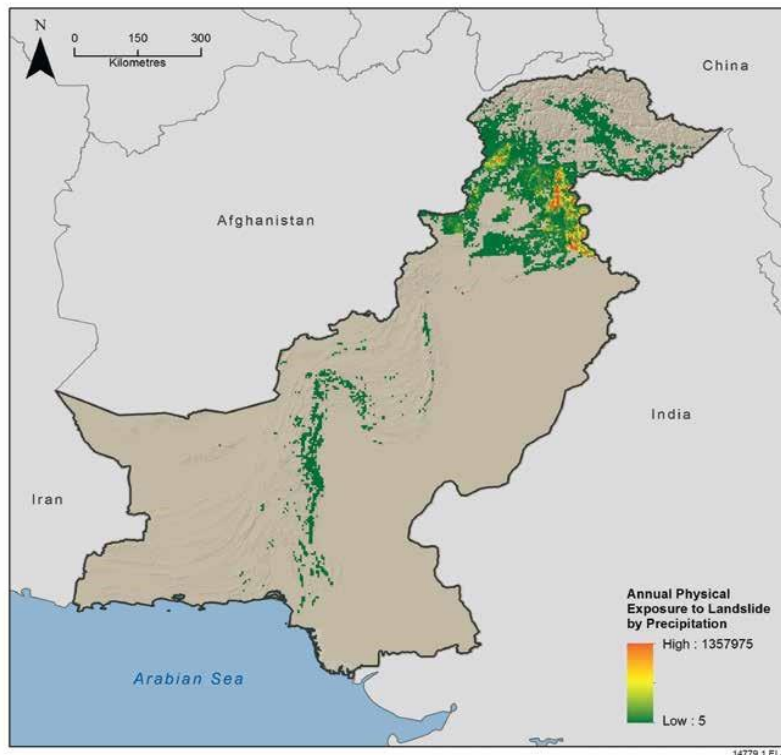 N
0 150 300
Kilometres
China
Afghanistan
India
Iran
Arabian Sea
Annual Physical
Exposure to Landslide
by Precipitation
High : 1357975
Low : 5